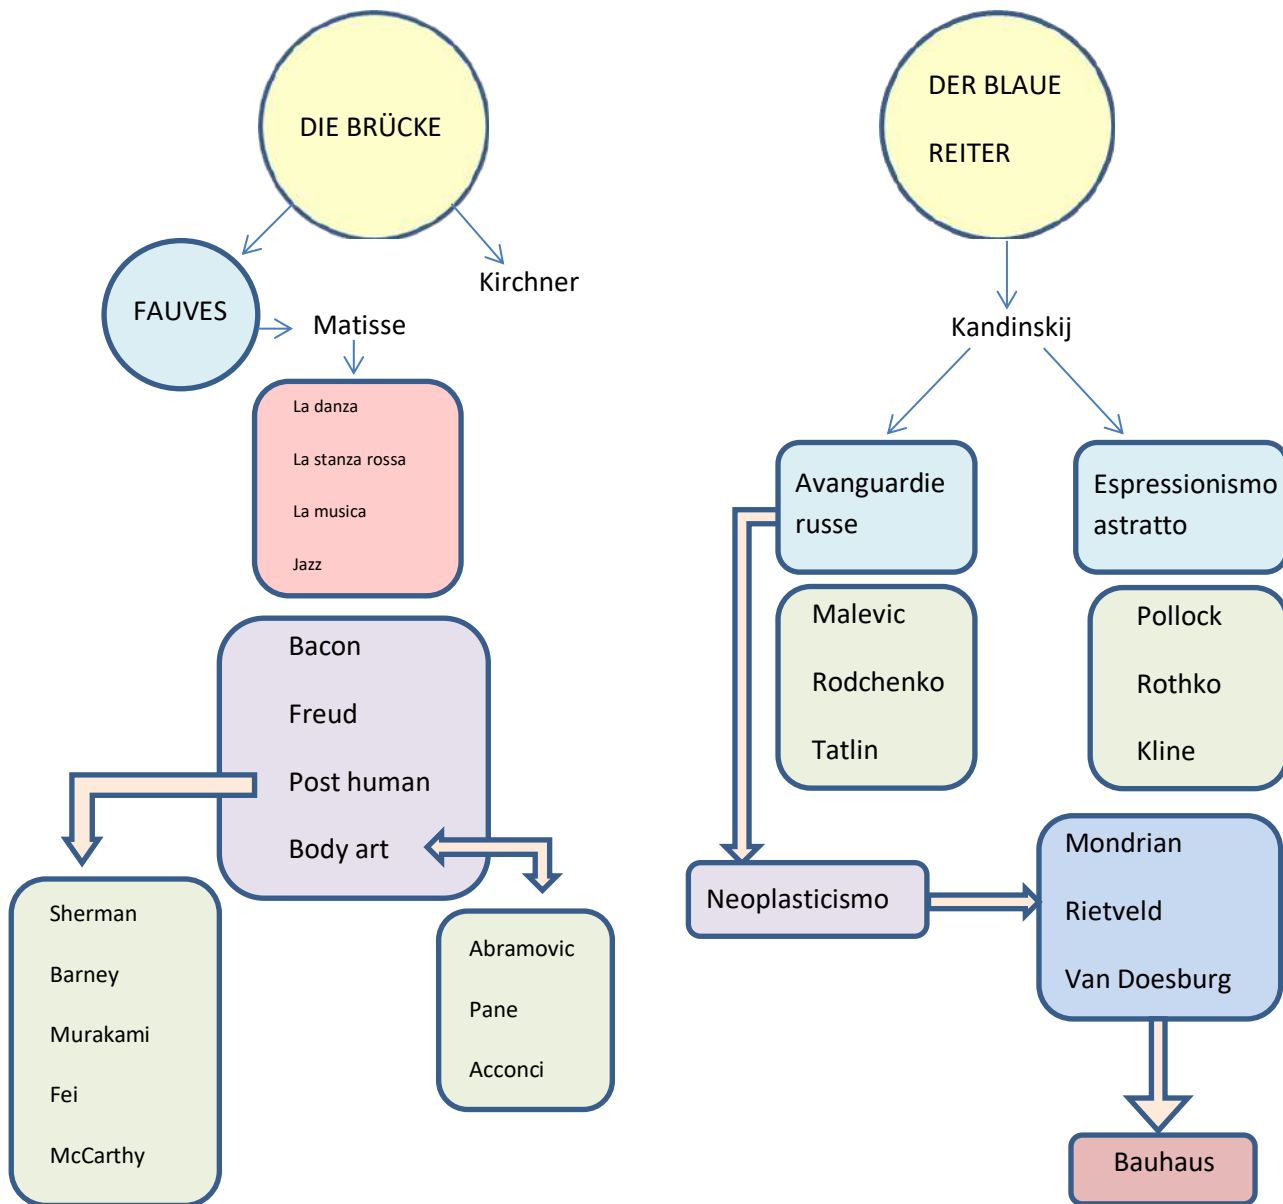 DIE BRÜCKE
FAUVES
Kirchner
Matisse
La danza
La stanza rossa
La musica
Jazz
Bacon
Freud
Post human
Body art
Sherman
Barney
Murakami
Fei
McCarthy
Abramovic
Pane
Acconci
DER BLAUE
REITER
Kandinskij
Avanguardie
russe
Espressionismo
astratto
Malevic
Rodchenko
Tatlin
Pollock
Rothko
Kline
Neoplasticismo
Mondrian
Rietveld
Van Doesburg
Bauhaus